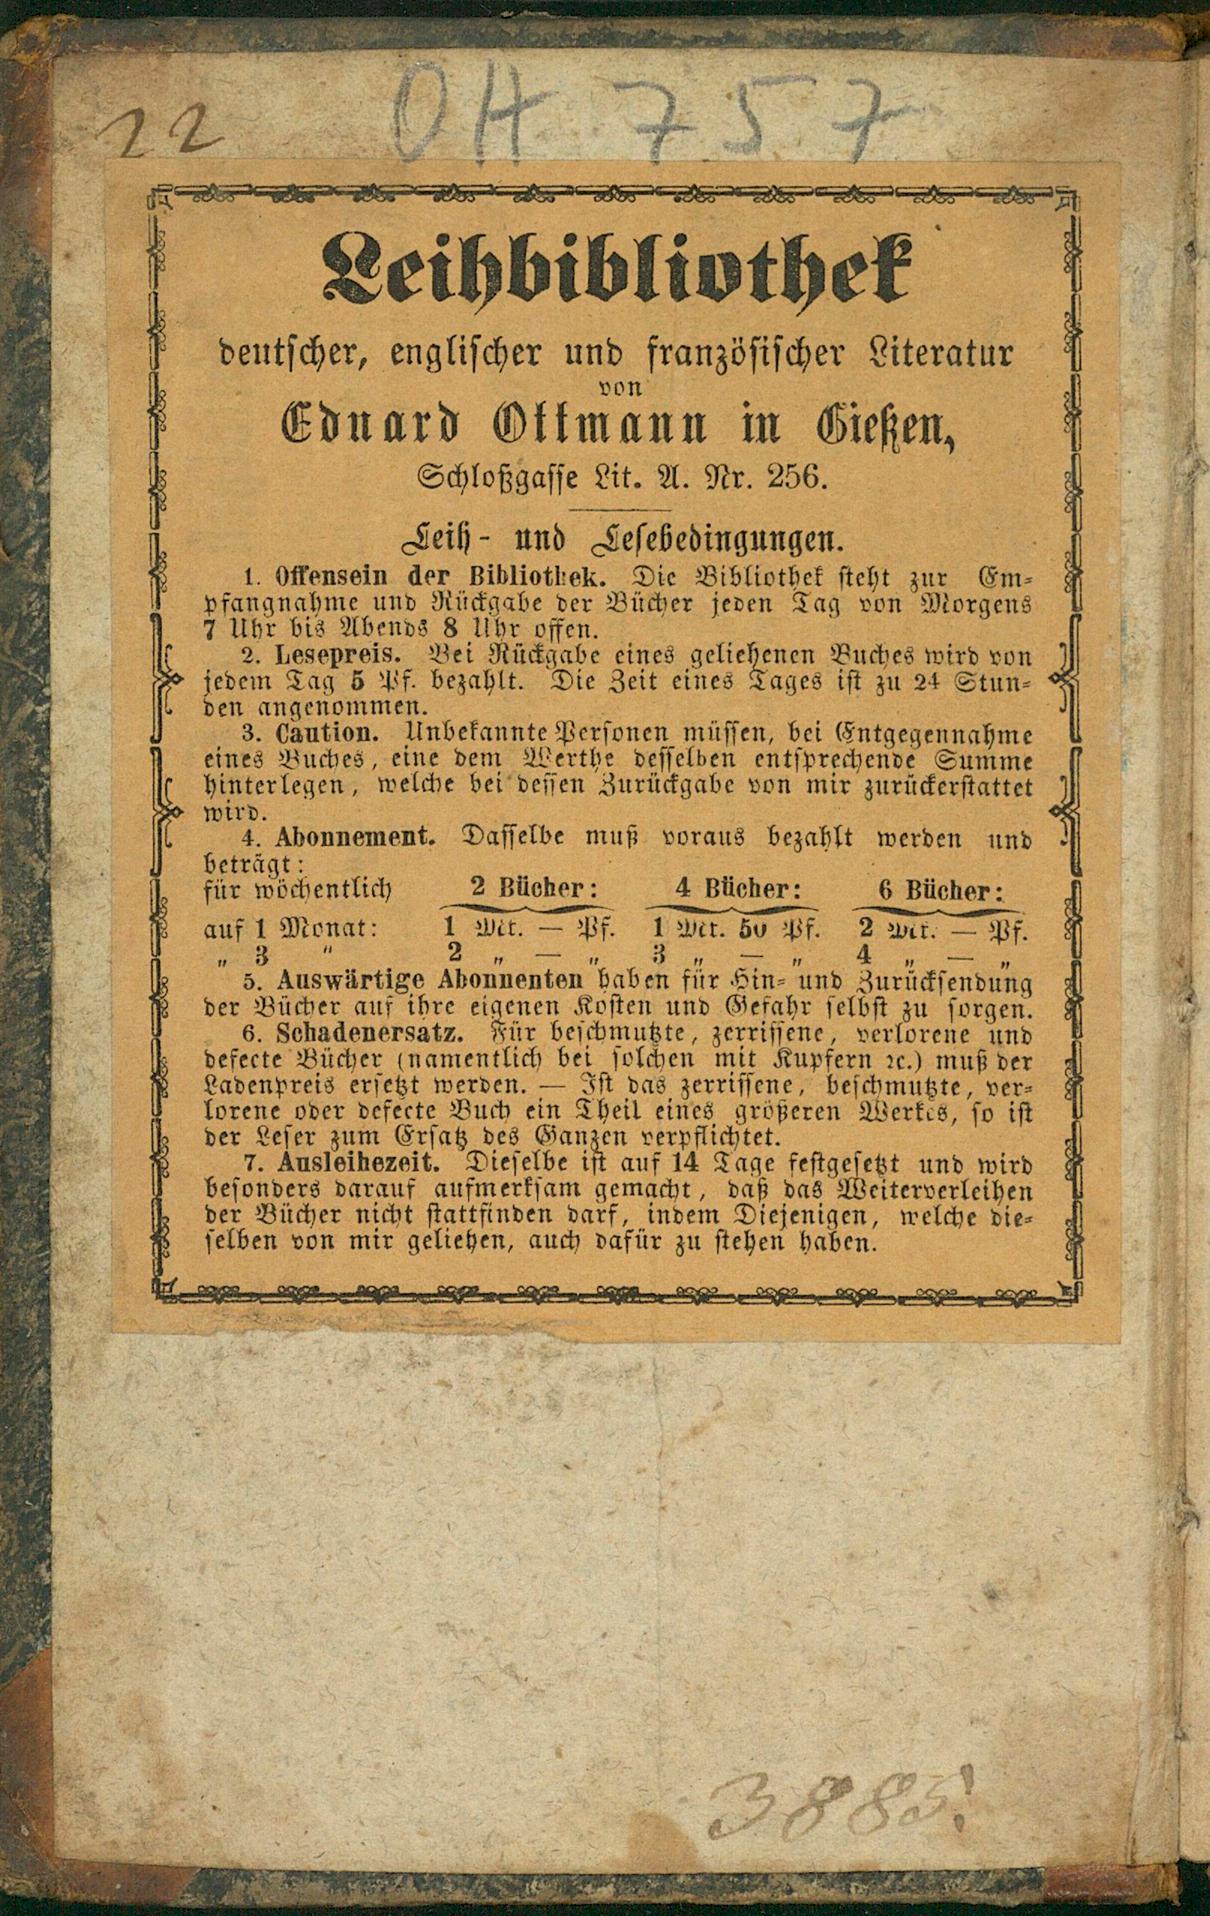 22
OH 757
Leihbibliothek
deutscher, englischer und französischer Literatur
von
Eduard Ottmann in Gießen,
Schloßgasse Lit. A. Nr. 256.
Leih- und Lesebedingungen.
1. Offensein der Bibliothek. Die Bibliothek steht zur Em-
pfangnahme und Rückgabe der Bücher jeden Tag von Morgens
7 Uhr bis Abends 8 Uhr offen.
2. Lesepreis. Bei Rückgabe eines geliehenen Buches wird von
jedem Tag 5 Pf. bezahlt. Die Zeit eines Tages ist zu 24 Stun-
den angenommen.
3. Caution. Unbekannte Personen müssen, bei Entgegennahme
eines Buches, eine dem Werthe desselben entsprechende Summe
hinterlegen, welche bei dessen Zurückgabe von mir zurückerstattet
wird.
4. Abonnement. Dasselbe muß voraus bezahlt werden und
beträgt:
für wöchentlich 2 Bücher: 4 Bücher: 6 Bücher:
auf 1 Monat: 1 Mk. — Pf. 1 Mk. 50 Pf. 2 Mk. — Pf.
„ 3 " 2 „ — „ 3 „ — „ 4 „ — „
5. Auswärtige Abonnenten haben für Hin- und Zurücksendung
der Bücher auf ihre eigenen Kosten und Gefahr selbst zu sorgen.
6. Schadenersatz. Für beschmutzte, zerrissene, verlorene und
defecte Bücher (namentlich bei solchen mit Kupfern ꝛc.) muß der
Ladenpreis ersetzt werden. — Ist das zerrissene, beschmutzte, ver-
lorene oder defecte Buch ein Theil eines größeren Werkes, so ist
der Leser zum Ersatz des Ganzen verpflichtet.
7. Ausleihezeit. Dieselbe ist auf 14 Tage festgesetzt und wird
besonders darauf aufmerksam gemacht, daß das Weiterverleihen
der Bücher nicht stattfinden darf, indem Diejenigen, welche die-
selben von mir geliehen, auch dafür zu stehen haben.
3885.